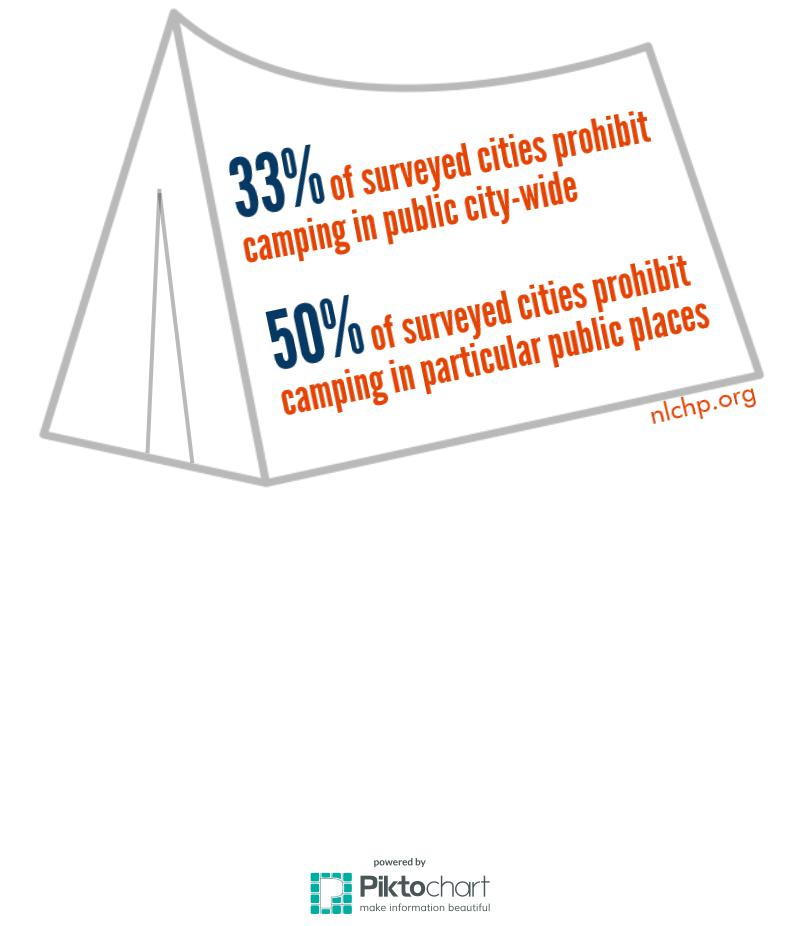 33% of surveyed cities prohibit
camping in public city-wide
50% of surveyed cities prohibit
camping in particular public places
nlchp.org
powered by
Piktochart
make information beautiful